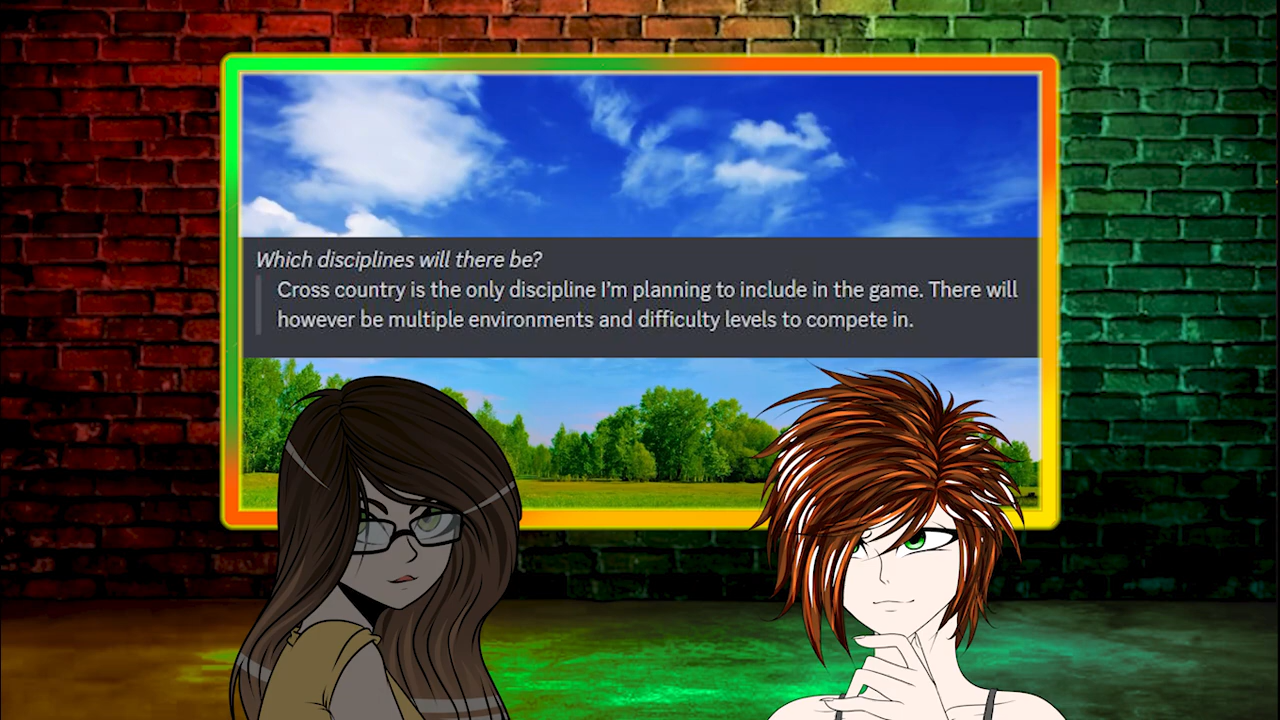 Which disciplines will there be?
Cross country is the only discipline I'm planning to include in the game. There will
however be multiple environments and difficulty levels to compete in.